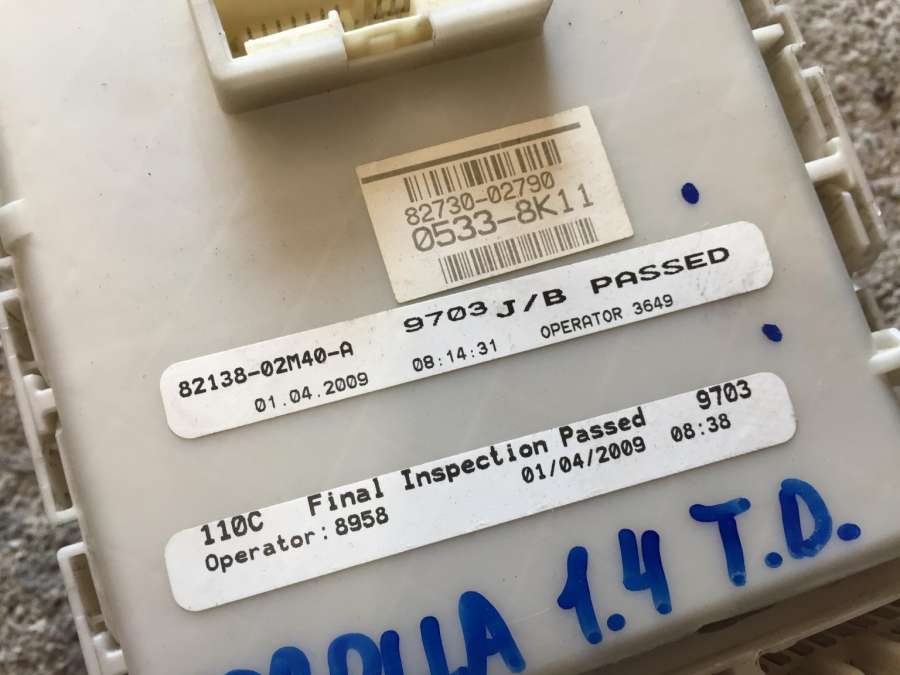 82730-02790
0533-8K11
9703 J/B PASSED
82138-02M40-A
01.04.2009 08:14:31 OPERATOR 3649
110C Final Inspection Passed 9703
Operator:8958 01/04/2009 08:38
1.4 T.D.